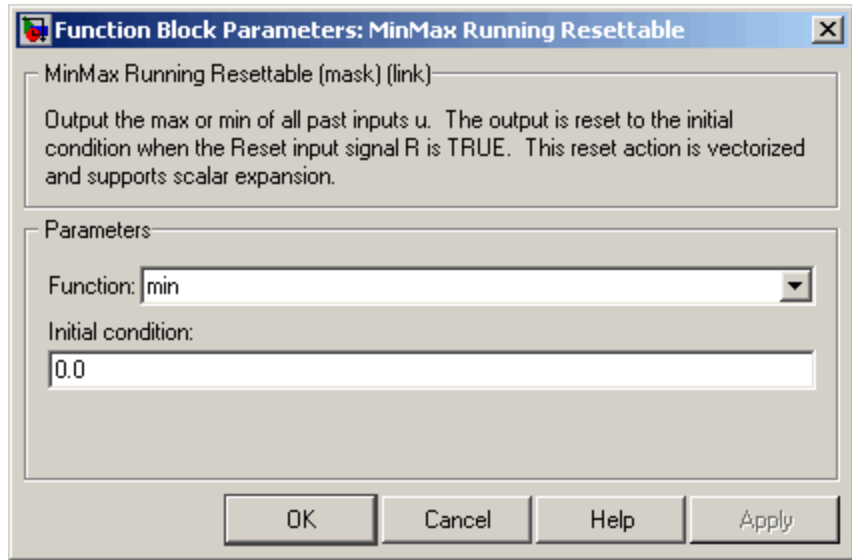 Function Block Parameters: MinMax Running Resettable
MinMax Running Resettable (mask) (link)
Output the max or min of all past inputs u.  The output is reset to the initial
condition when the Reset input signal R is TRUE.  This reset action is vectorized
and supports scalar expansion.
Parameters
Function: min
Initial condition:
0.0
OK Cancel Help Apply